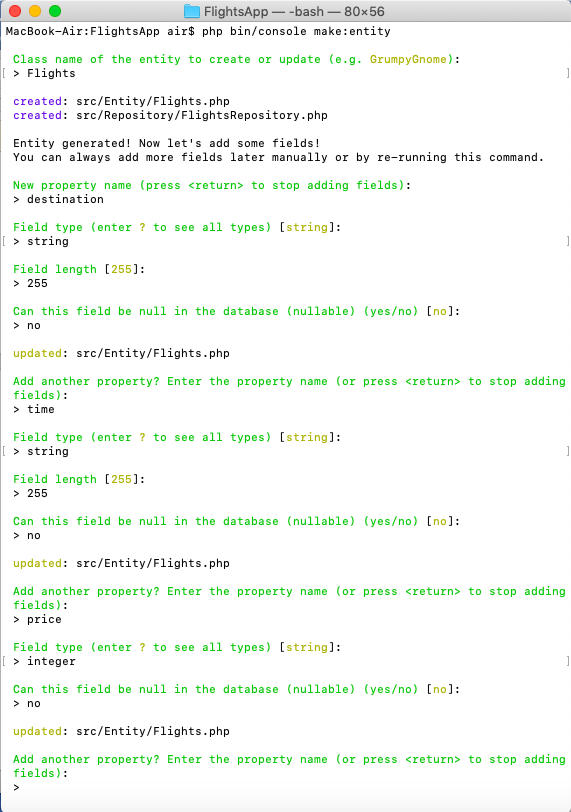 FlightsApp — -bash — 80×56
MacBook-Air:FlightsApp air$ php bin/console make:entity
Class name of the entity to create or update (e.g. GrumpyGnome):
[ > Flights ]
created: src/Entity/Flights.php
created: src/Repository/FlightsRepository.php
Entity generated! Now let's add some fields!
You can always add more fields later manually or by re-running this command.
New property name (press <return> to stop adding fields):
> destination
Field type (enter ? to see all types) [string]:
[ > string ]
Field length [255]:
> 255
Can this field be null in the database (nullable) (yes/no) [no]:
> no
updated: src/Entity/Flights.php
Add another property? Enter the property name (or press <return> to stop adding
fields):
> time
Field type (enter ? to see all types) [string]:
[ > string ]
Field length [255]:
> 255
Can this field be null in the database (nullable) (yes/no) [no]:
> no
updated: src/Entity/Flights.php
Add another property? Enter the property name (or press <return> to stop adding
fields):
> price
Field type (enter ? to see all types) [string]:
[ > integer ]
Can this field be null in the database (nullable) (yes/no) [no]:
> no
updated: src/Entity/Flights.php
Add another property? Enter the property name (or press <return> to stop adding
fields):
>